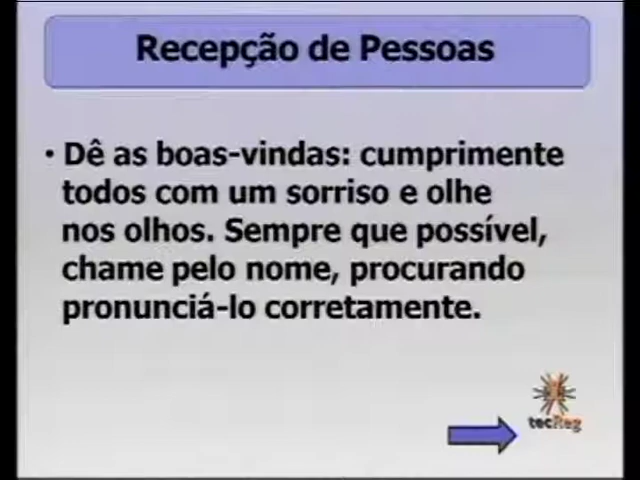 Recepção de Pessoas
• Dê as boas-vindas: cumprimente
todos com um sorriso e olhe
nos olhos. Sempre que possível,
chame pelo nome, procurando
pronunciá-lo corretamente.
tecReg